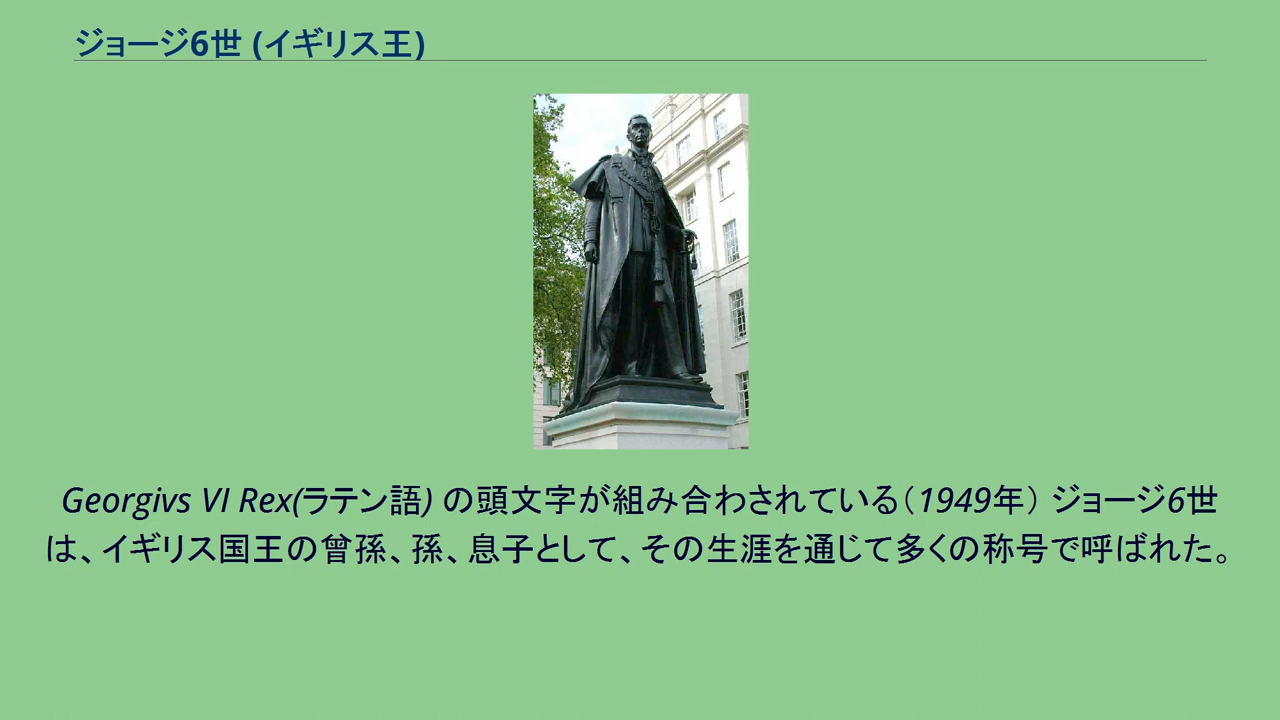 ジョージ6世 (イギリス王)
Georgivs VI Rex(ラテン語) の頭文字が組み合わされている（1949年） ジョージ6世
は、イギリス国王の曾孫、孫、息子として、その生涯を通じて多くの称号で呼ばれた。